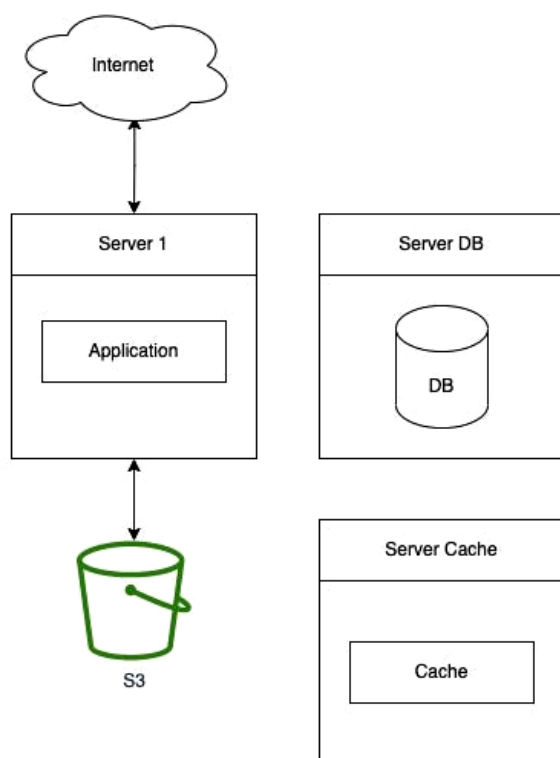 Internet
Server 1
Server DB
Application
DB
Server Cache
Cache
S3